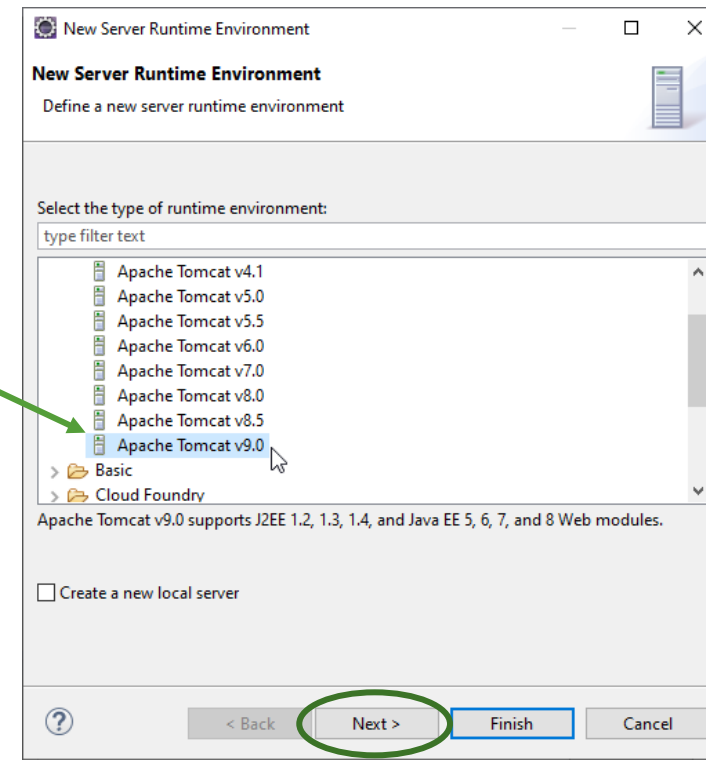 New Server Runtime Environment
New Server Runtime Environment
Define a new server runtime environment
Select the type of runtime environment:
type filter text
Apache Tomcat v4.1
Apache Tomcat v5.0
Apache Tomcat v5.5
Apache Tomcat v6.0
Apache Tomcat v7.0
Apache Tomcat v8.0
Apache Tomcat v8.5
Apache Tomcat v9.0
Basic
Cloud Foundry
Apache Tomcat v9.0 supports J2EE 1.2, 1.3, 1.4, and Java EE 5, 6, 7, and 8 Web modules.
Create a new local server
? < Back Next > Finish Cancel